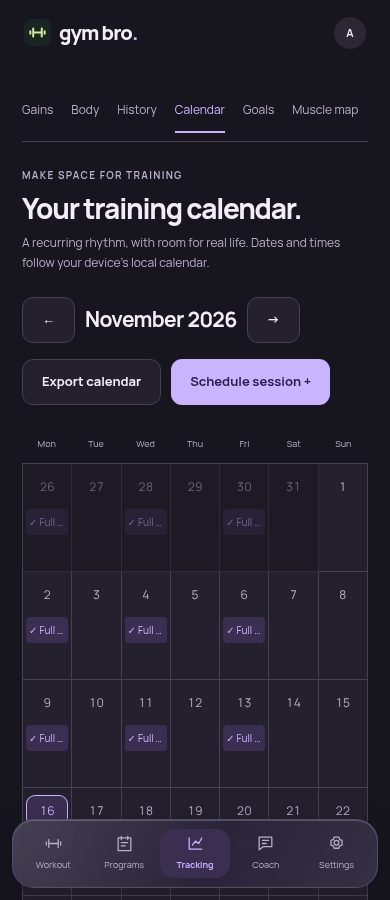 gym bro.
A
Gains Body History Calendar Goals Muscle map
MAKE SPACE FOR TRAINING
Your training calendar.
A recurring rhythm, with room for real life. Dates and times
follow your device's local calendar.
← November 2026 →
Export calendar Schedule session +
Mon Tue Wed Thu Fri Sat Sun
26 27 28 29 30 31 1
✓ Full ... ✓ Full ... ✓ Full ...
2 3 4 5 6 7 8
✓ Full ... ✓ Full ... ✓ Full ...
9 10 11 12 13 14 15
✓ Full ... ✓ Full ... ✓ Full ...
16 17 18 19 20 21 22
Workout Programs Tracking Coach Settings